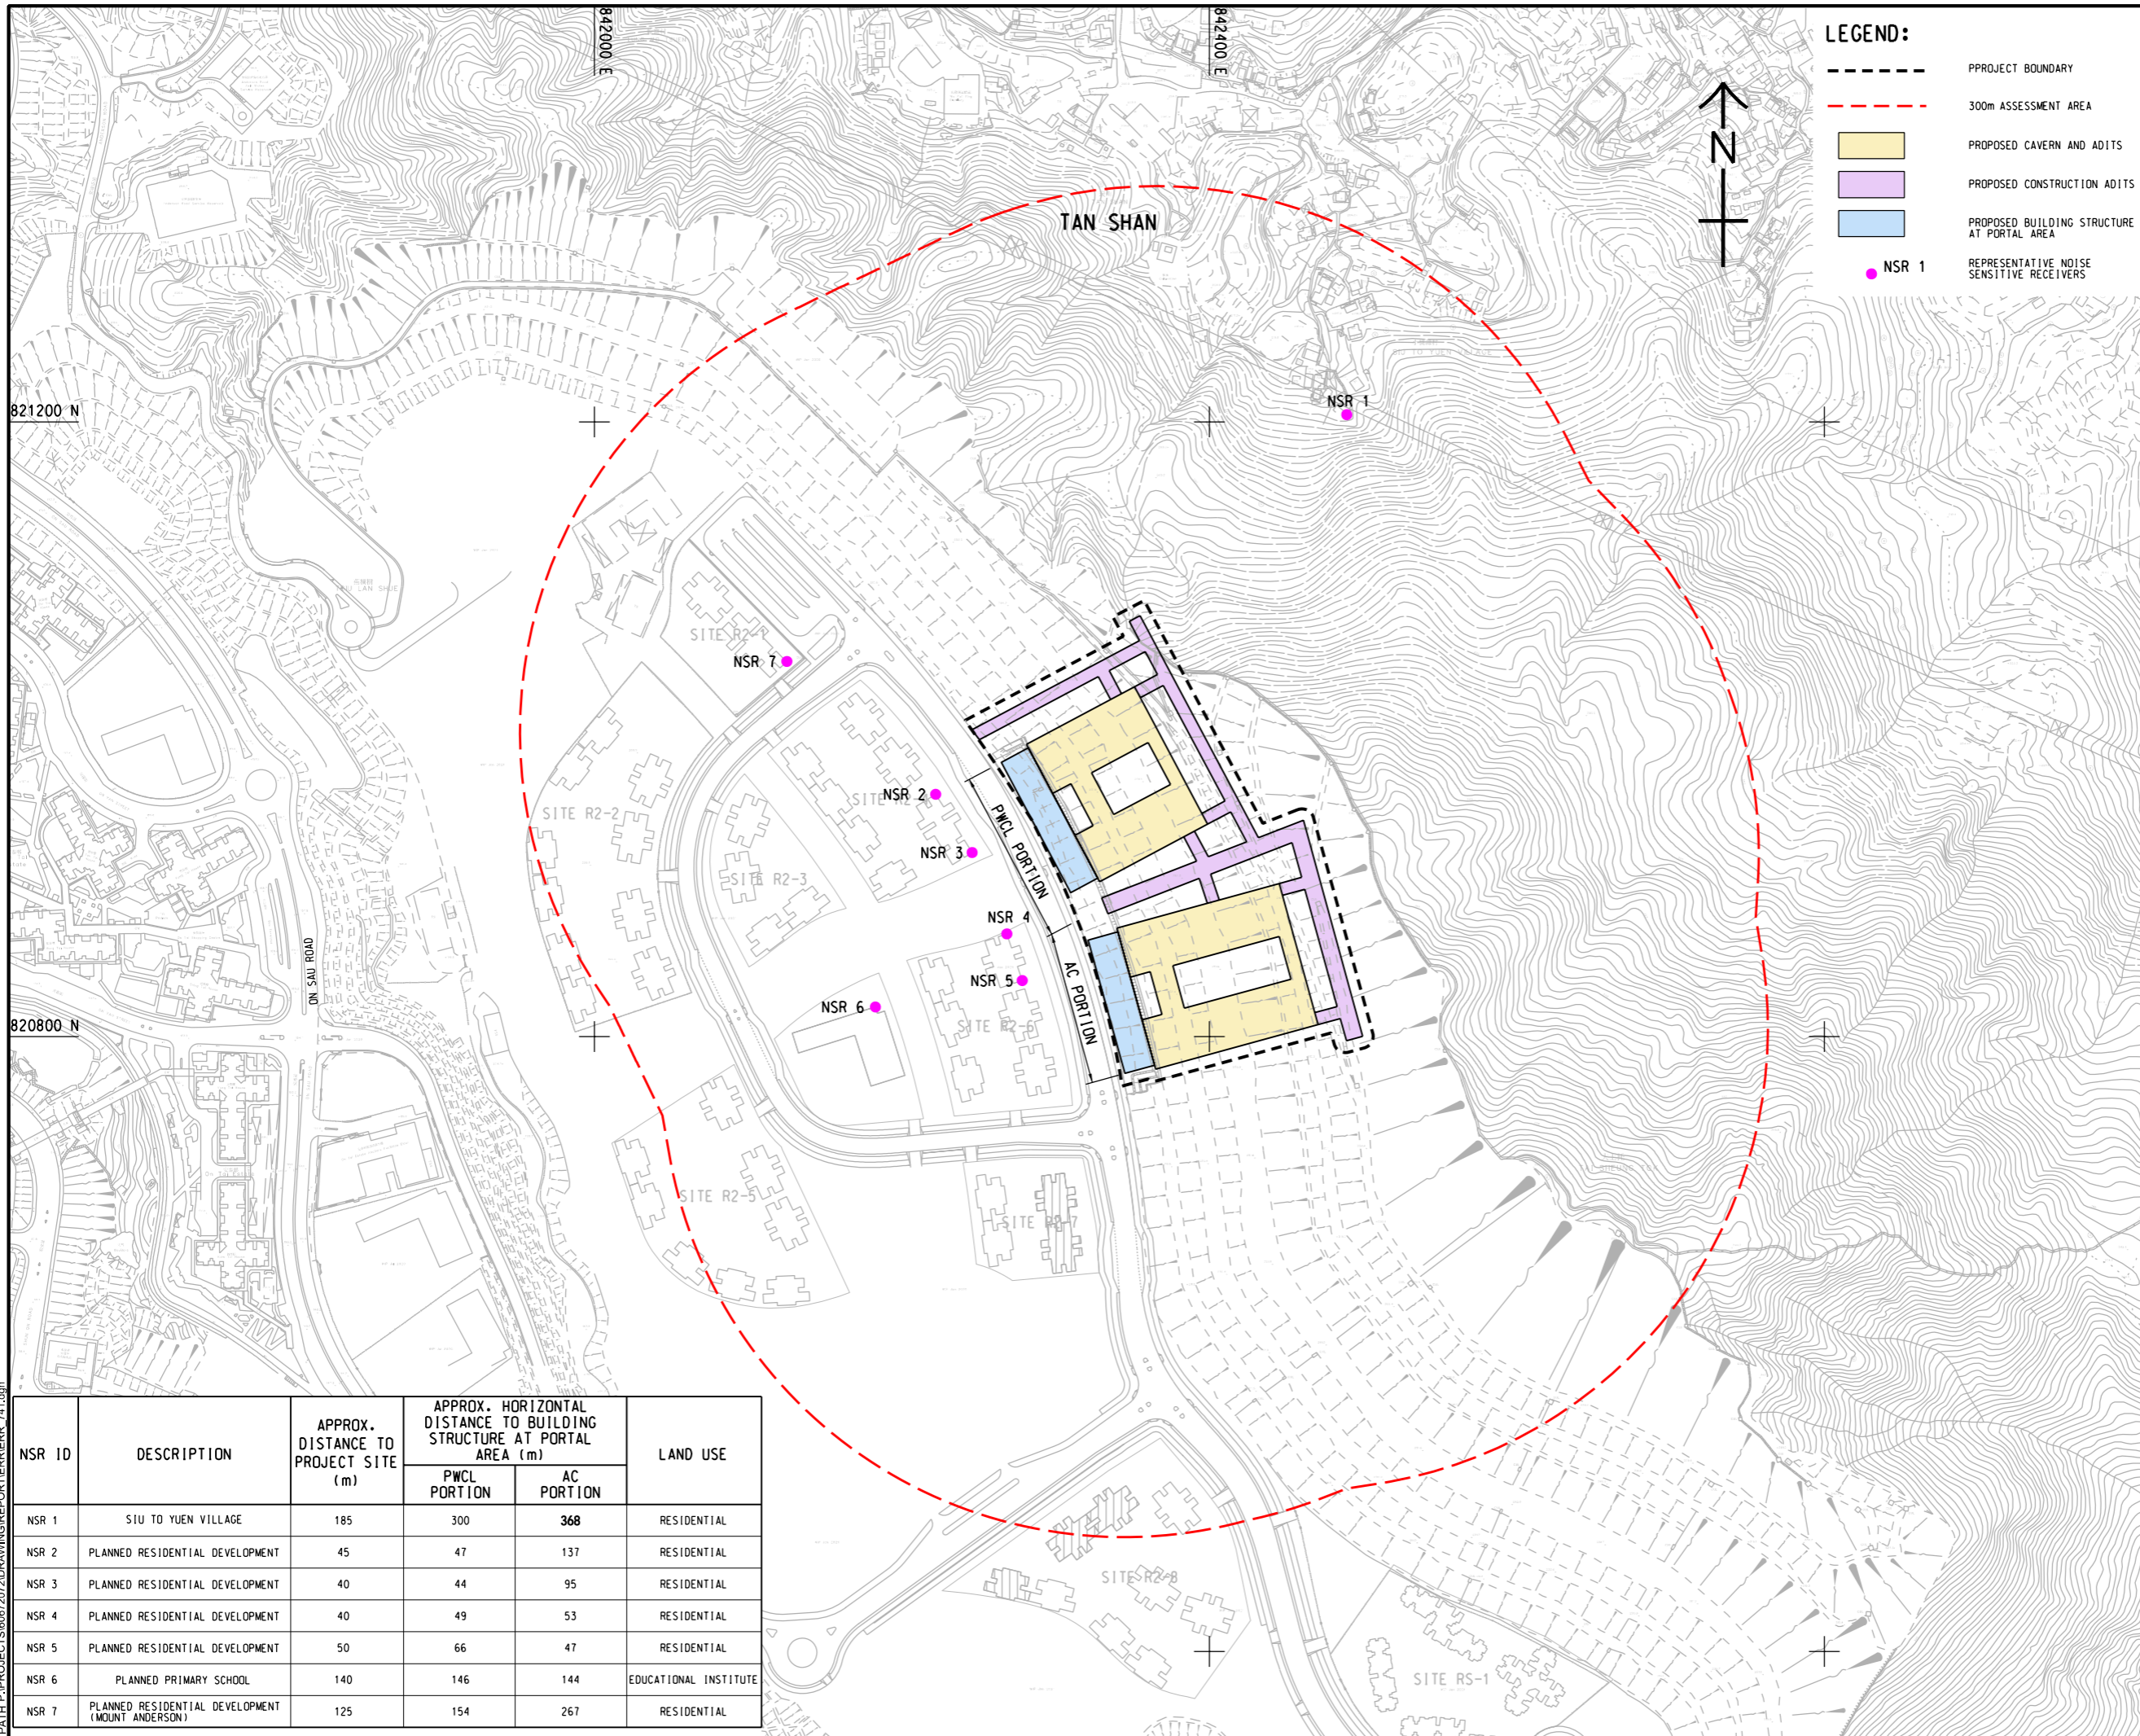 842000 E
842400 E
LEGEND:
PPROJECT BOUNDARY
300m ASSESSMENT AREA
PROPOSED CAVERN AND ADITS
PROPOSED CONSTRUCTION ADITS
PROPOSED BUILDING STRUCTURE
AT PORTAL AREA
NSR 1
REPRESENTATIVE NOISE
SENSITIVE RECEIVERS
N
TAN SHAN
821200 N
NSR 1
SITE R2-1
NSR 7
NSR 2
SITE R2-2
NSR 3
PWCL PORTION
SITE R2-3
NSR 4
ON SAU ROAD
NSR 5
AC PORTION
NSR 6
SITE R2-6
820800 N
SITE R2-5
SITE R2-7
SITE R2-8
SITE RS-1
NSR ID
DESCRIPTION
APPROX.
DISTANCE TO
PROJECT SITE
(m)
APPROX. HORIZONTAL
DISTANCE TO BUILDING
STRUCTURE AT PORTAL
AREA (m)
PWCL
PORTION
AC
PORTION
LAND USE
NSR 1 SIU TO YUEN VILLAGE 185 300 368 RESIDENTIAL
NSR 2 PLANNED RESIDENTIAL DEVELOPMENT 45 47 137 RESIDENTIAL
NSR 3 PLANNED RESIDENTIAL DEVELOPMENT 40 44 95 RESIDENTIAL
NSR 4 PLANNED RESIDENTIAL DEVELOPMENT 40 49 53 RESIDENTIAL
NSR 5 PLANNED RESIDENTIAL DEVELOPMENT 50 66 47 RESIDENTIAL
NSR 6 PLANNED PRIMARY SCHOOL 140 146 144 EDUCATIONAL INSTITUTE
NSR 7 PLANNED RESIDENTIAL DEVELOPMENT
(MOUNT ANDERSON) 125 154 267 RESIDENTIAL